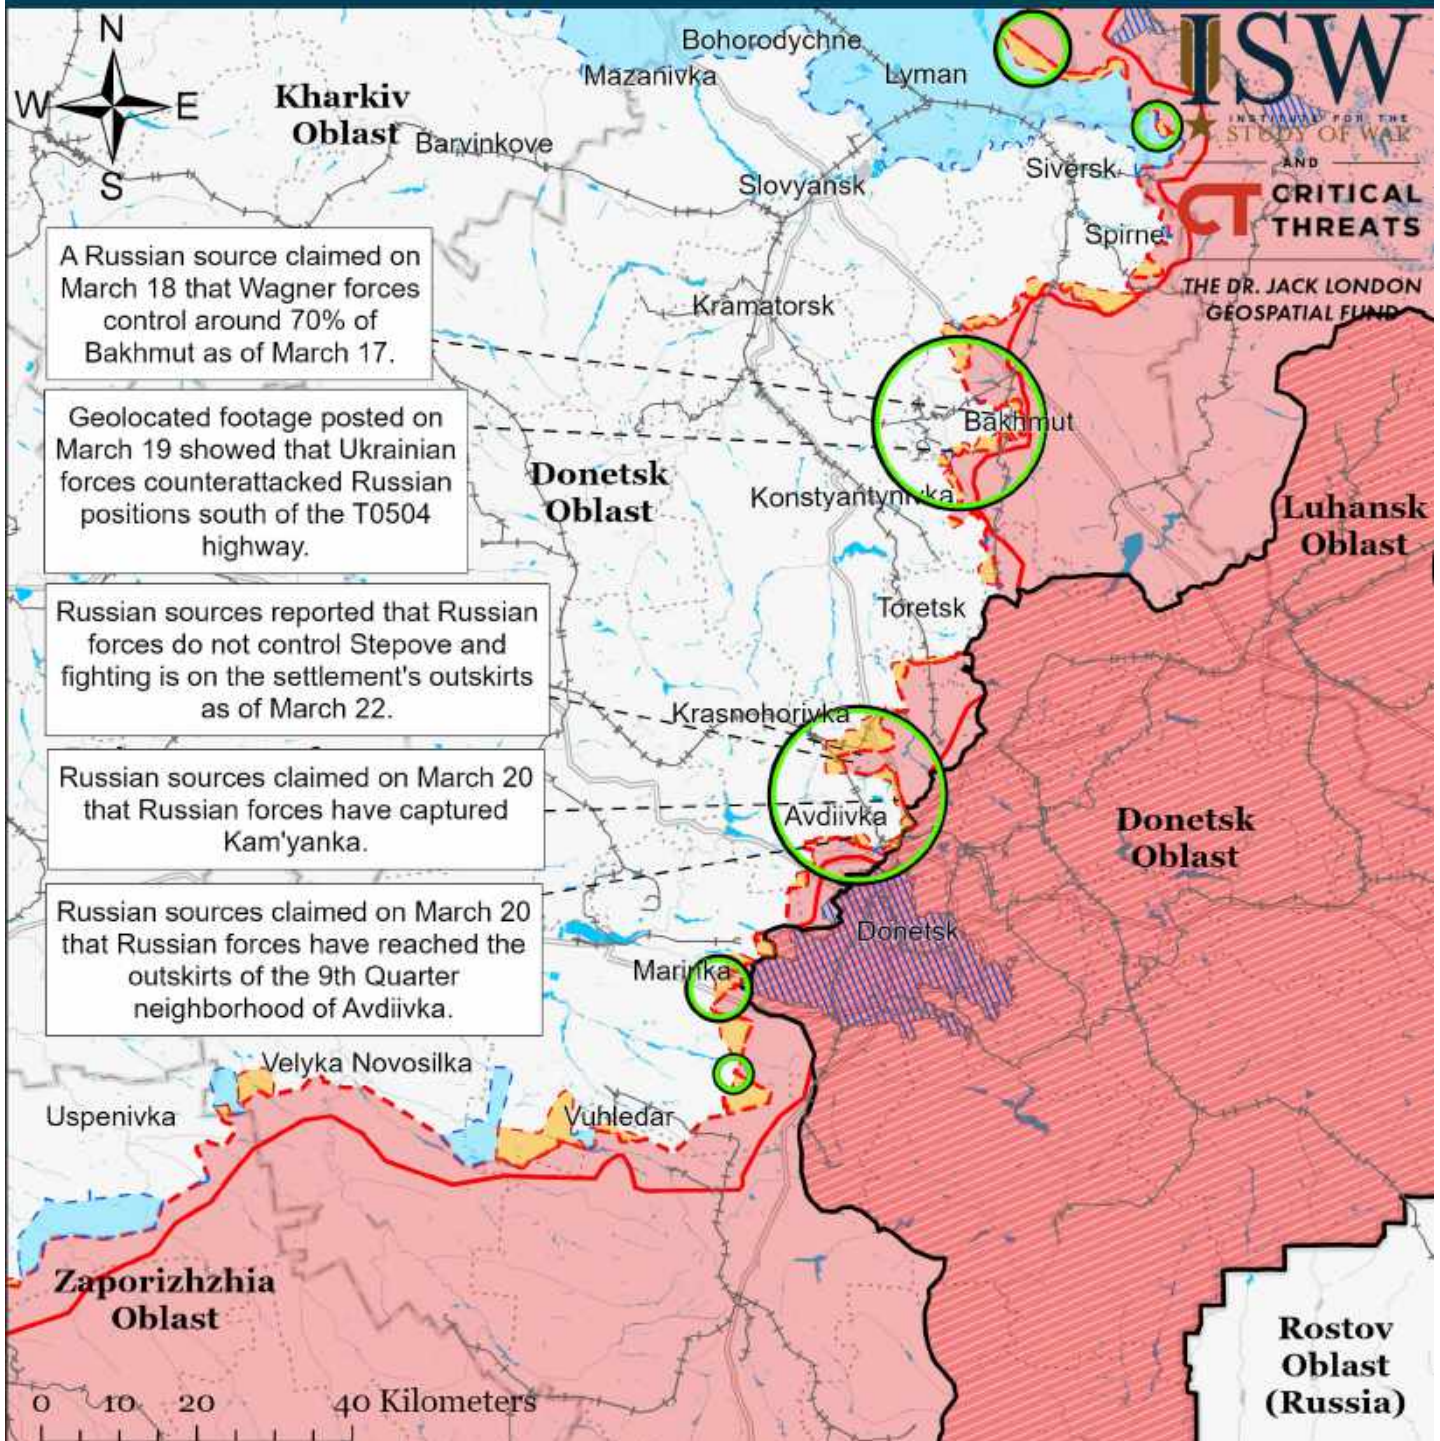 N
W
E
S
Kharkiv
Oblast
Barvinkove
Bohorodychne
Mazanivka
Lyman
Slovyansk
Siversk
Spirne
Kramatorsk
ISW
INSTITUTE FOR THE
STUDY OF WAR
AND
CT CRITICAL
THREATS
THE DR. JACK LONDON
GEOSPATIAL FUND
A Russian source claimed on
March 18 that Wagner forces
control around 70% of
Bakhmut as of March 17.
Geolocated footage posted on
March 19 showed that Ukrainian
forces counterattacked Russian
positions south of the T0504
highway.
Russian sources reported that Russian
forces do not control Stepove and
fighting is on the settlement's outskirts
as of March 22.
Russian sources claimed on March 20
that Russian forces have captured
Kam'yanka.
Russian sources claimed on March 20
that Russian forces have reached the
outskirts of the 9th Quarter
neighborhood of Avdiivka.
Bakhmut
Donetsk
Oblast
Konstyantynivka
Luhansk
Oblast
Toretsk
Krasnohorivka
Avdiivka
Donetsk
Oblast
Donetsk
Marinka
Velyka Novosilka
Uspenivka
Vuhledar
Zaporizhzhia
Oblast
Rostov
Oblast
(Russia)
0 10 20 40 Kilometers